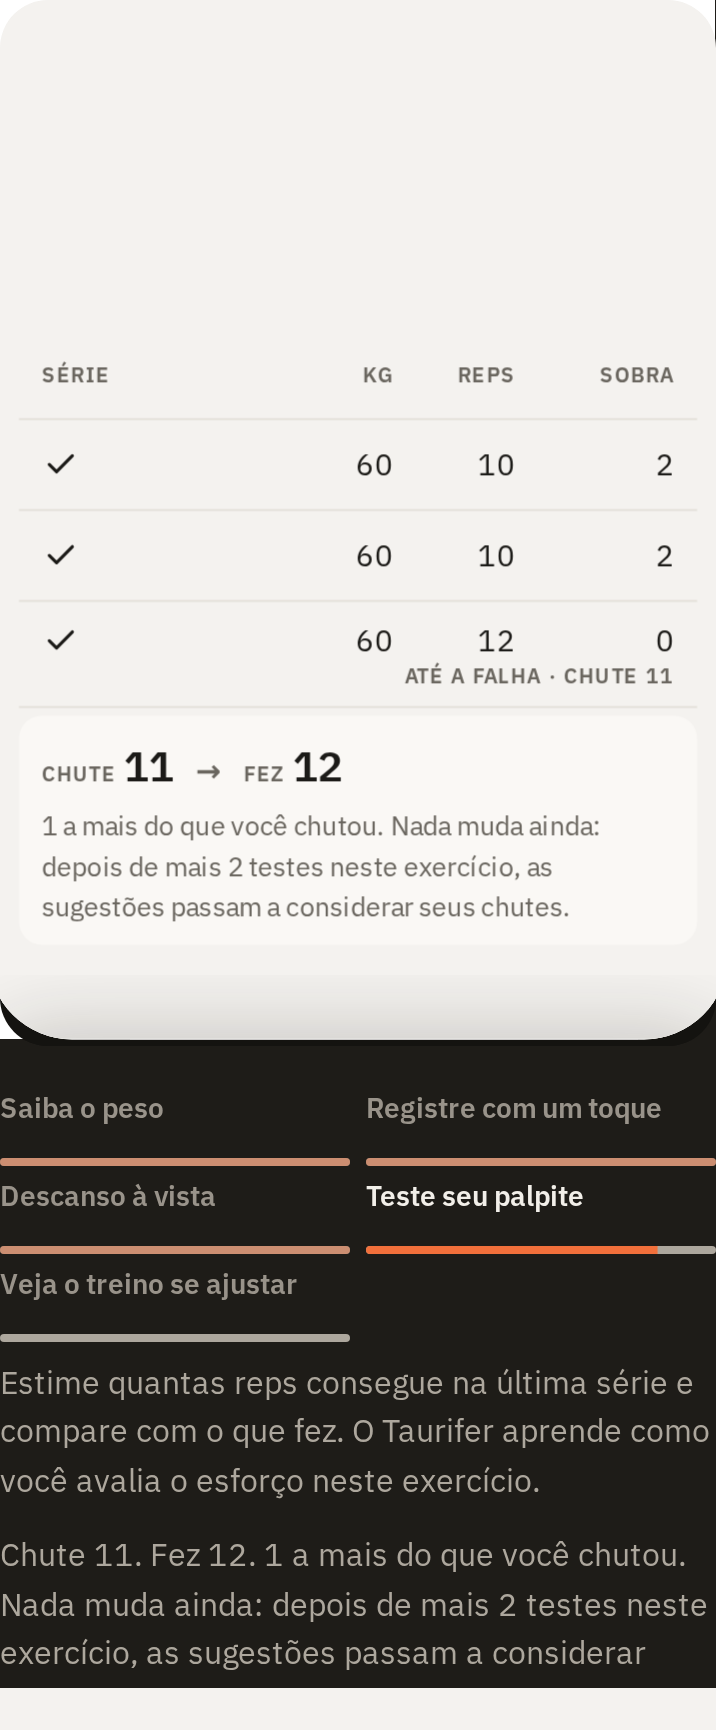 SÉRIE KG REPS SOBRA
60 10 2
60 10 2
60 12 0
ATÉ A FALHA · CHUTE 11
CHUTE 11 → FEZ 12
1 a mais do que você chutou. Nada muda ainda:
depois de mais 2 testes neste exercício, as
sugestões passam a considerar seus chutes.
Saiba o peso
Registre com um toque
Descanso à vista
Teste seu palpite
Veja o treino se ajustar
Estime quantas reps consegue na última série e
compare com o que fez. O Taurifer aprende como
você avalia o esforço neste exercício.
Chute 11. Fez 12. 1 a mais do que você chutou.
Nada muda ainda: depois de mais 2 testes neste
exercício, as sugestões passam a considerar